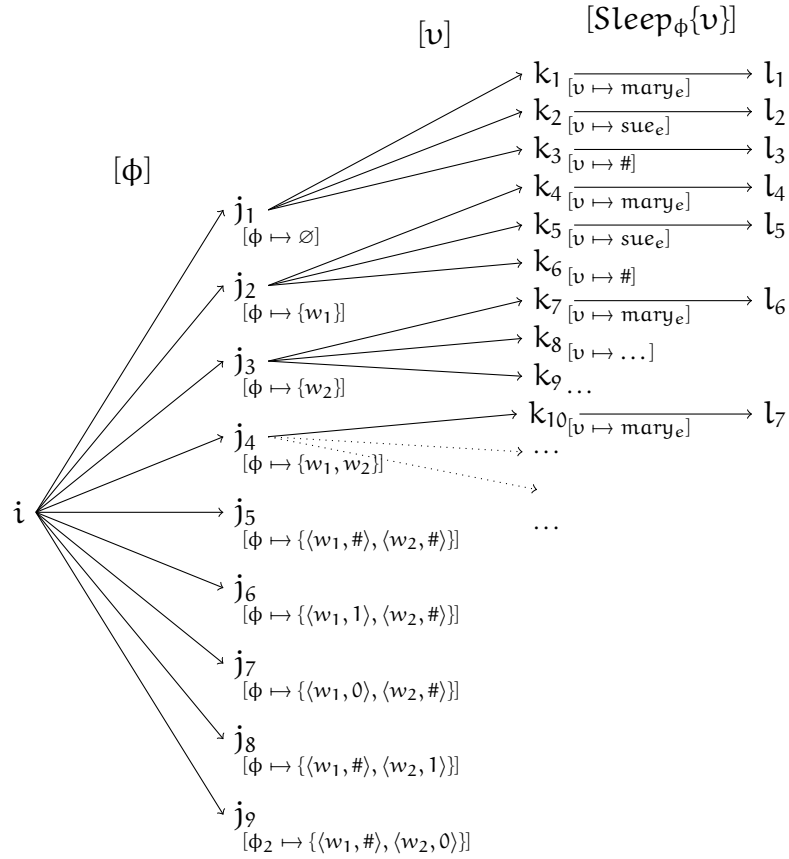 [υ] [Sleep_ϕ{υ}]
k₁ [υ ↦ mary_e] l₁
k₂ [υ ↦ sue_e] l₂
[ϕ] k₃ [υ ↦ #] l₃
j₁ k₄ [υ ↦ mary_e] l₄
[ϕ ↦ ∅] k₅ [υ ↦ sue_e] l₅
j₂ k₆ [υ ↦ #]
[ϕ ↦ {w₁}] k₇ [υ ↦ mary_e] l₆
j₃ k₈ [υ ↦ ...]
[ϕ ↦ {w₂}] k₉ ...
j₄ k₁₀ [υ ↦ mary_e] l₇
[ϕ ↦ {w₁, w₂}] ...
i j₅ ...
[ϕ ↦ {⟨w₁, #⟩, ⟨w₂, #⟩}]
j₆
[ϕ ↦ {⟨w₁, 1⟩, ⟨w₂, #⟩}]
j₇
[ϕ ↦ {⟨w₁, 0⟩, ⟨w₂, #⟩}]
j₈
[ϕ ↦ {⟨w₁, #⟩, ⟨w₂, 1⟩}]
j₉
[ϕ₂ ↦ {⟨w₁, #⟩, ⟨w₂, 0⟩}]